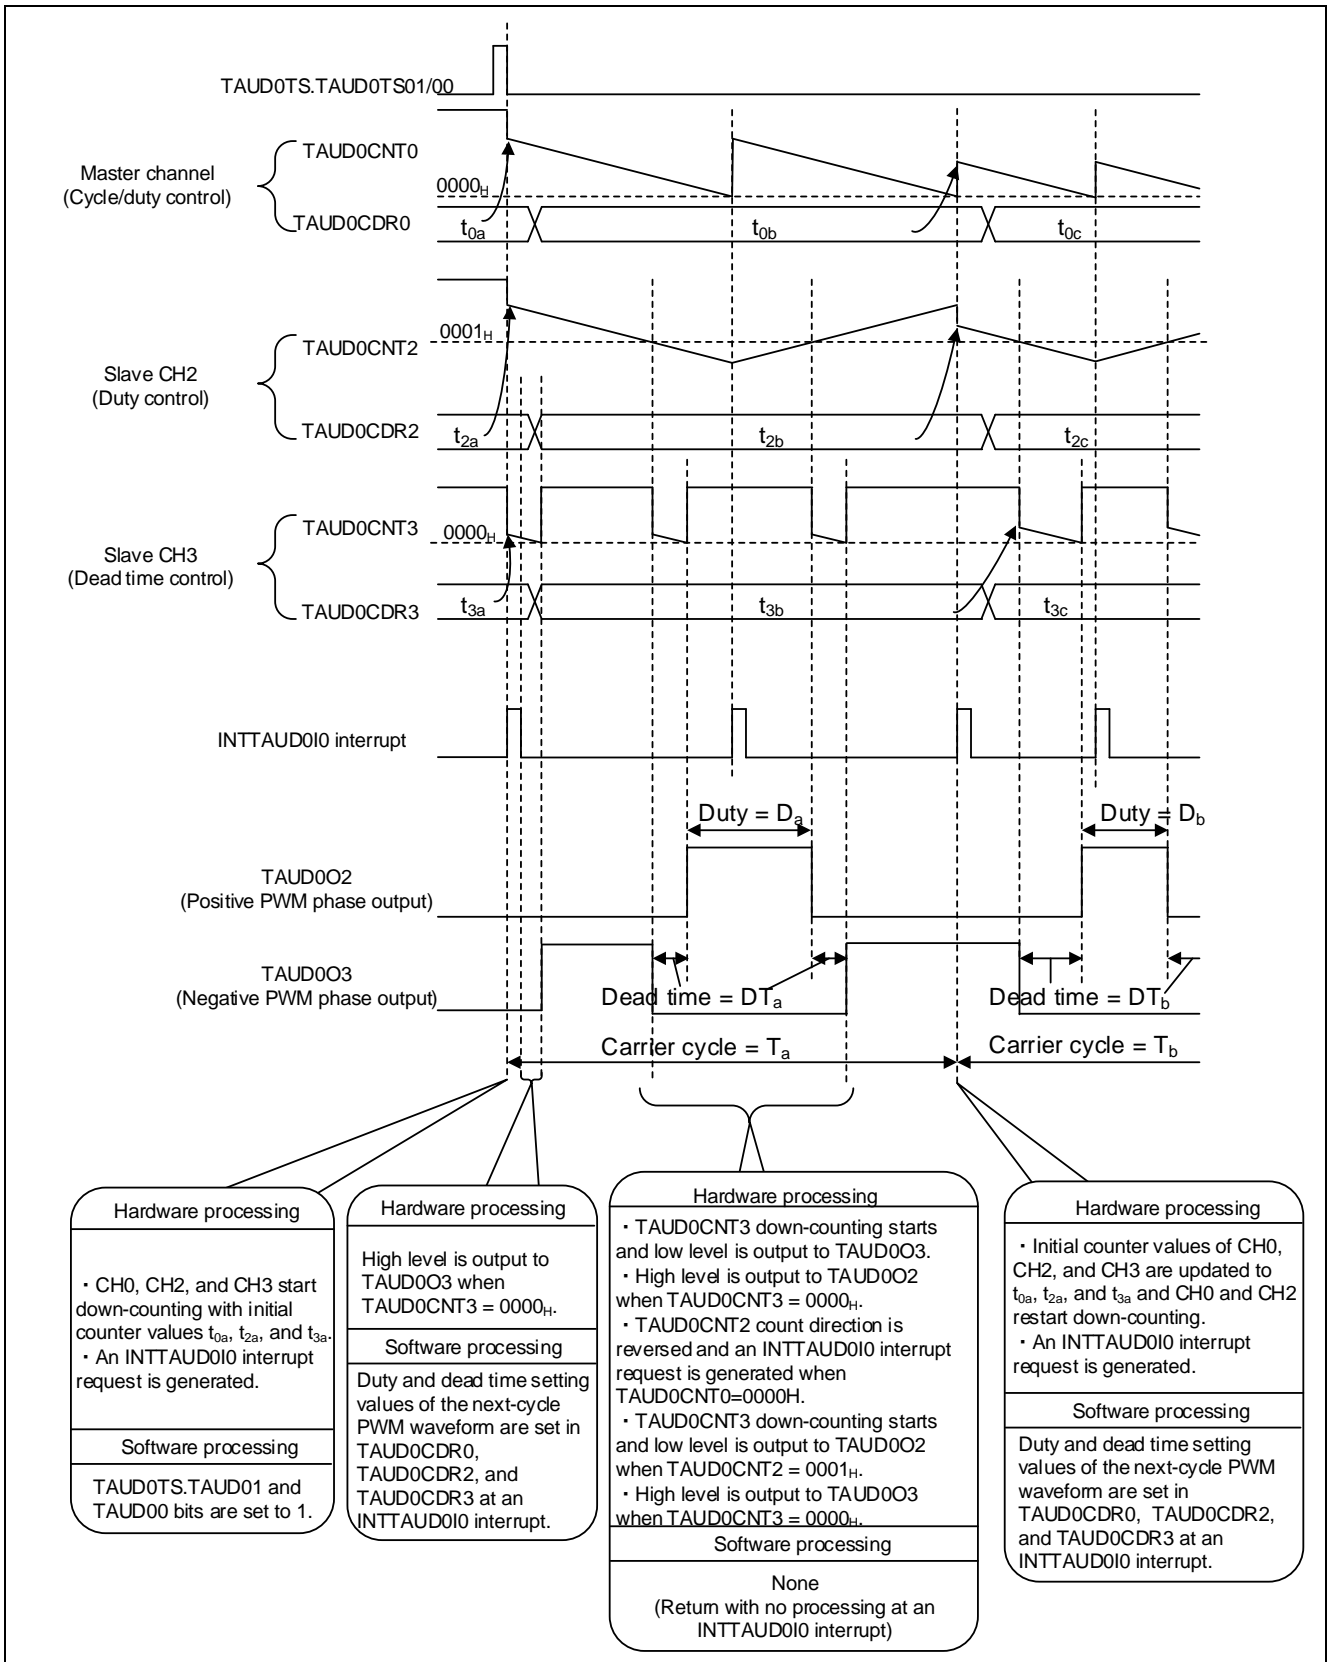 TAUD0TS.TAUD0TS01/00
Master channel
(Cycle/duty control)
TAUD0CNT0
0000H
TAUD0CDR0
t0a
t0b
t0c
Slave CH2
(Duty control)
TAUD0CNT2
0001H
TAUD0CDR2
t2a
t2b
t2c
Slave CH3
(Dead time control)
TAUD0CNT3
0000H
TAUD0CDR3
t3a
t3b
t3c
INTTAUD0I0 interrupt
Duty = Da
Duty = Db
TAUD0O2
(Positive PWM phase output)
TAUD0O3
(Negative PWM phase output)
Dead time = DTa
Dead time = DTb
Carrier cycle = Ta
Carrier cycle = Tb
Hardware processing
・CH0, CH2, and CH3 start
down-counting with initial
counter values t0a, t2a, and t3a.
・An INTTAUD0I0 interrupt
request is generated.
Software processing
TAUD0TS.TAUD01 and
TAUD00 bits are set to 1.
Hardware processing
High level is output to
TAUD0O3 when
TAUD0CNT3 = 0000H.
Software processing
Duty and dead time setting
values of the next-cycle
PWM waveform are set in
TAUD0CDR0,
TAUD0CDR2, and
TAUD0CDR3 at an
INTTAUD0I0 interrupt.
Hardware processing
・TAUD0CNT3 down-counting starts
and low level is output to TAUD0O3.
・High level is output to TAUD0O2
when TAUD0CNT3 = 0000H.
・TAUD0CNT2 count direction is
reversed and an INTTAUD0I0 interrupt
request is generated when
TAUD0CNT0=0000H.
・TAUD0CNT3 down-counting starts
and low level is output to TAUD0O2
when TAUD0CNT2 = 0001H.
・High level is output to TAUD0O3
when TAUD0CNT3 = 0000H.
Software processing
None
(Return with no processing at an
INTTAUD0I0 interrupt)
Hardware processing
・Initial counter values of CH0,
CH2, and CH3 are updated to
t0a, t2a, and t3a and CH0 and CH2
restart down-counting.
・An INTTAUD0I0 interrupt
request is generated.
Software processing
Duty and dead time setting
values of the next-cycle PWM
waveform are set in
TAUD0CDR0, TAUD0CDR2,
and TAUD0CDR3 at an
INTTAUD0I0 interrupt.